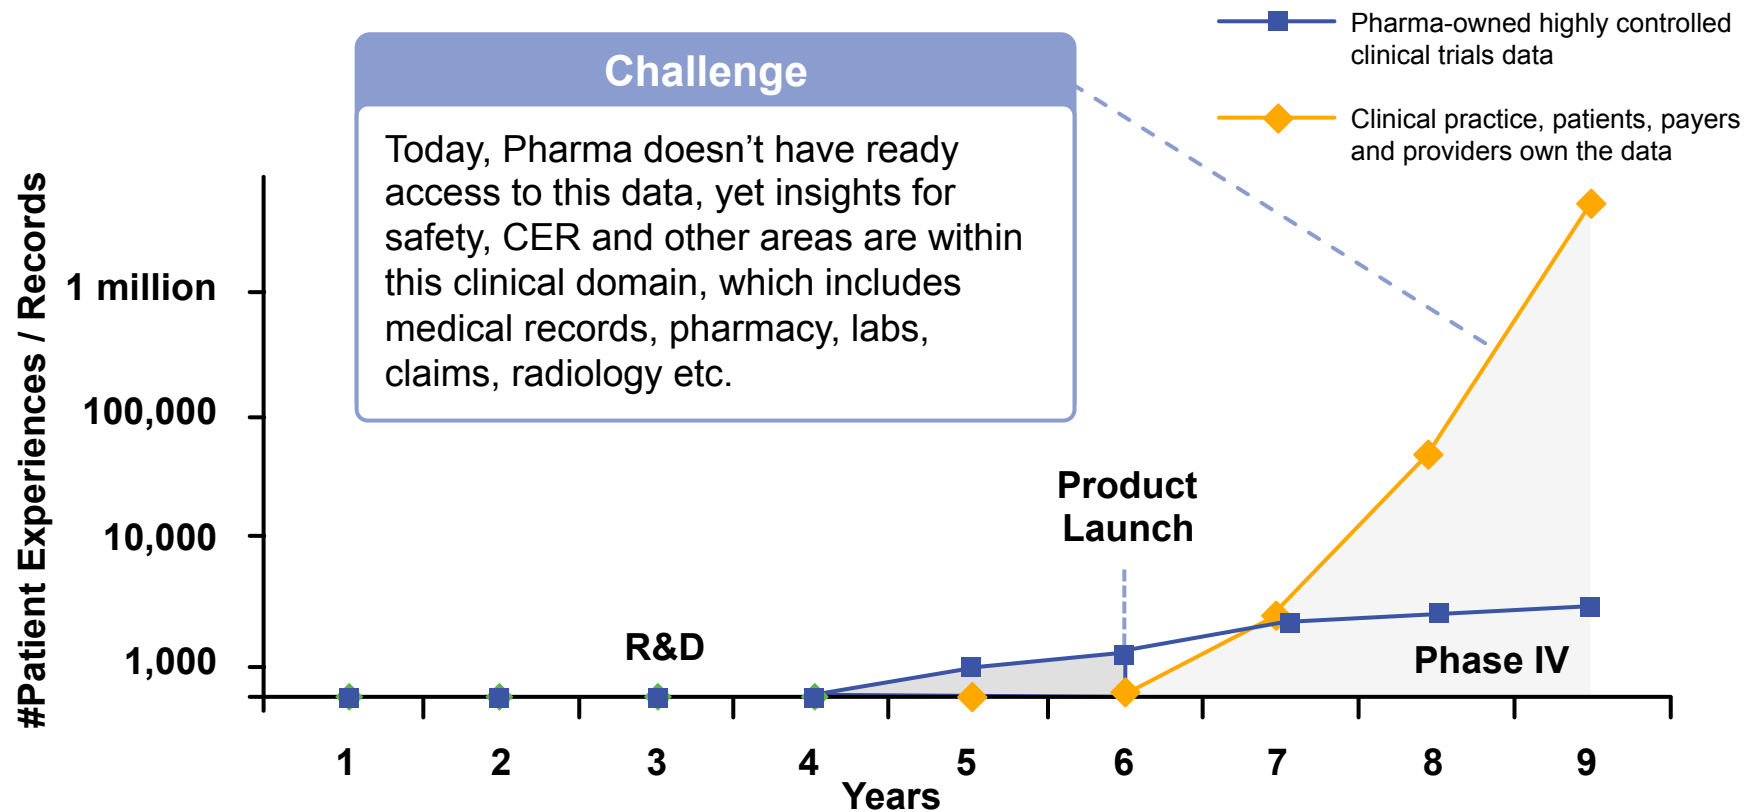 Pharma-owned highly controlled
clinical trials data
Clinical practice, patients, payers
and providers own the data
Challenge
Today, Pharma doesn’t have ready
access to this data, yet insights for
safety, CER and other areas are within
this clinical domain, which includes
medical records, pharmacy, labs,
claims, radiology etc.
#Patient Experiences / Records
1 million
100,000
10,000
1,000
R&D
Product
Launch
Phase IV
1 2 3 4 5 6 7 8 9
Years